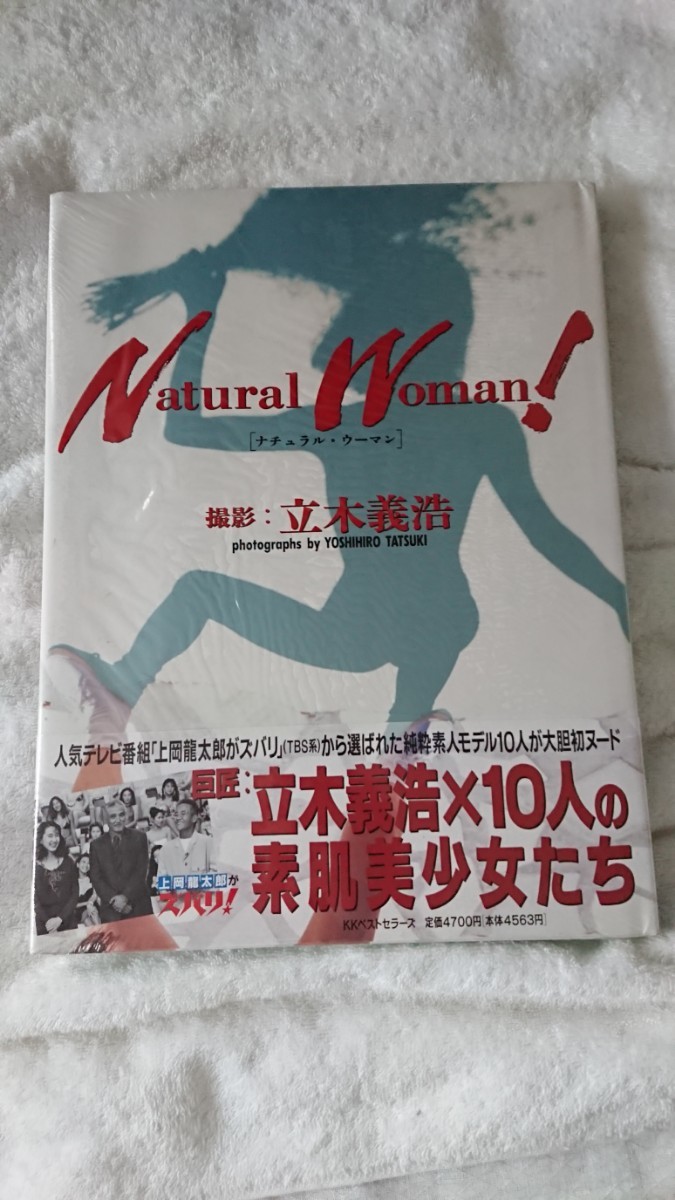 Natural Woman!
[ナチュラル・ウーマン]
撮影:立木義浩
photographs by YOSHIHIRO TATSUKI
人気テレビ番組「上岡龍太郎がズバリ」(TBS系)から選ばれた純粋素人モデル10人が大胆初ヌード
巨匠:立木義浩×10人の
素肌美少女たち
上岡龍太郎が
ズバリ!
KKベストセラーズ 定価4700円[本体4563円]